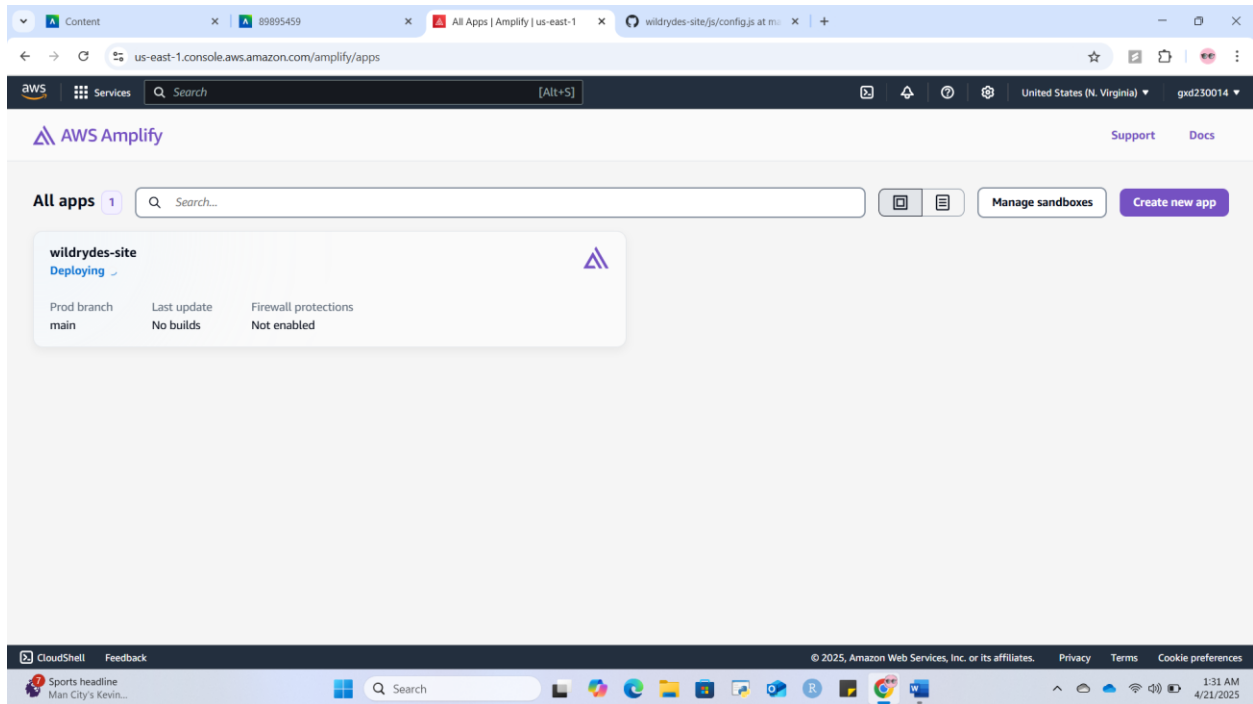 Content
89895459
All Apps | Amplify | us-east-1
wildrydes-site/js/config.js at ma
us-east-1.console.aws.amazon.com/amplify/apps
aws Services Search [Alt+S] United States (N. Virginia) gxd230014
AWS Amplify Support Docs
All apps 1 Search... Manage sandboxes Create new app
wildrydes-site
Deploying
Prod branch Last update Firewall protections
main No builds Not enabled
CloudShell Feedback © 2025, Amazon Web Services, Inc. or its affiliates. Privacy Terms Cookie preferences
7 Sports headline
Man City's Kevin...
Search
1:31 AM
4/21/2025